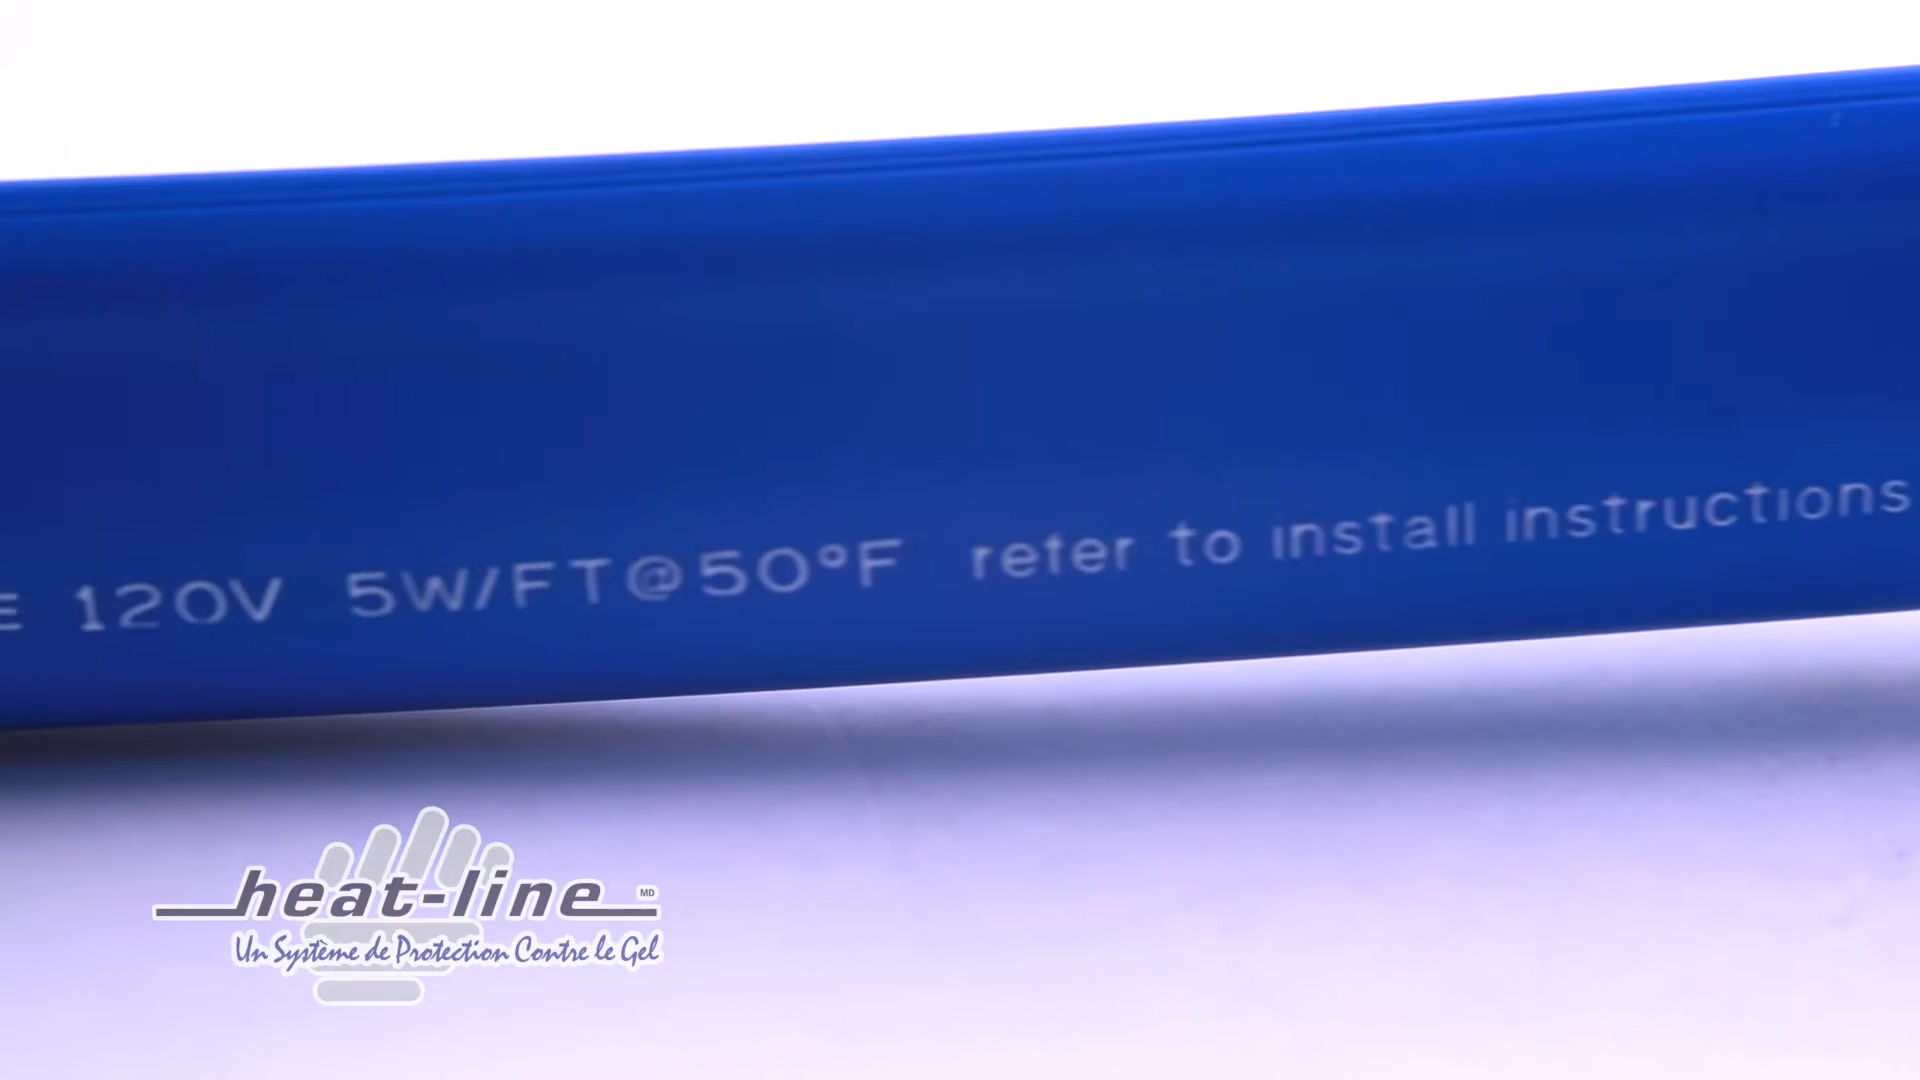 120V 5W/FT@50°F refer to install instructions
heat-line MD
Un Système de Protection Contre le Gel